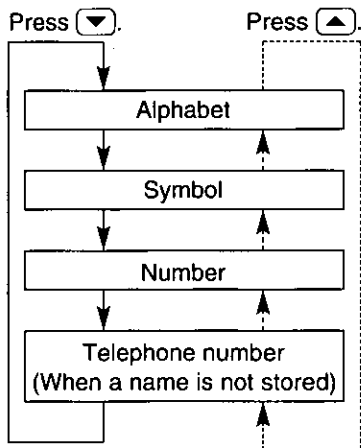 Press ▼. Press ▲.
Alphabet
Symbol
Number
Telephone number
(When a name is not stored)